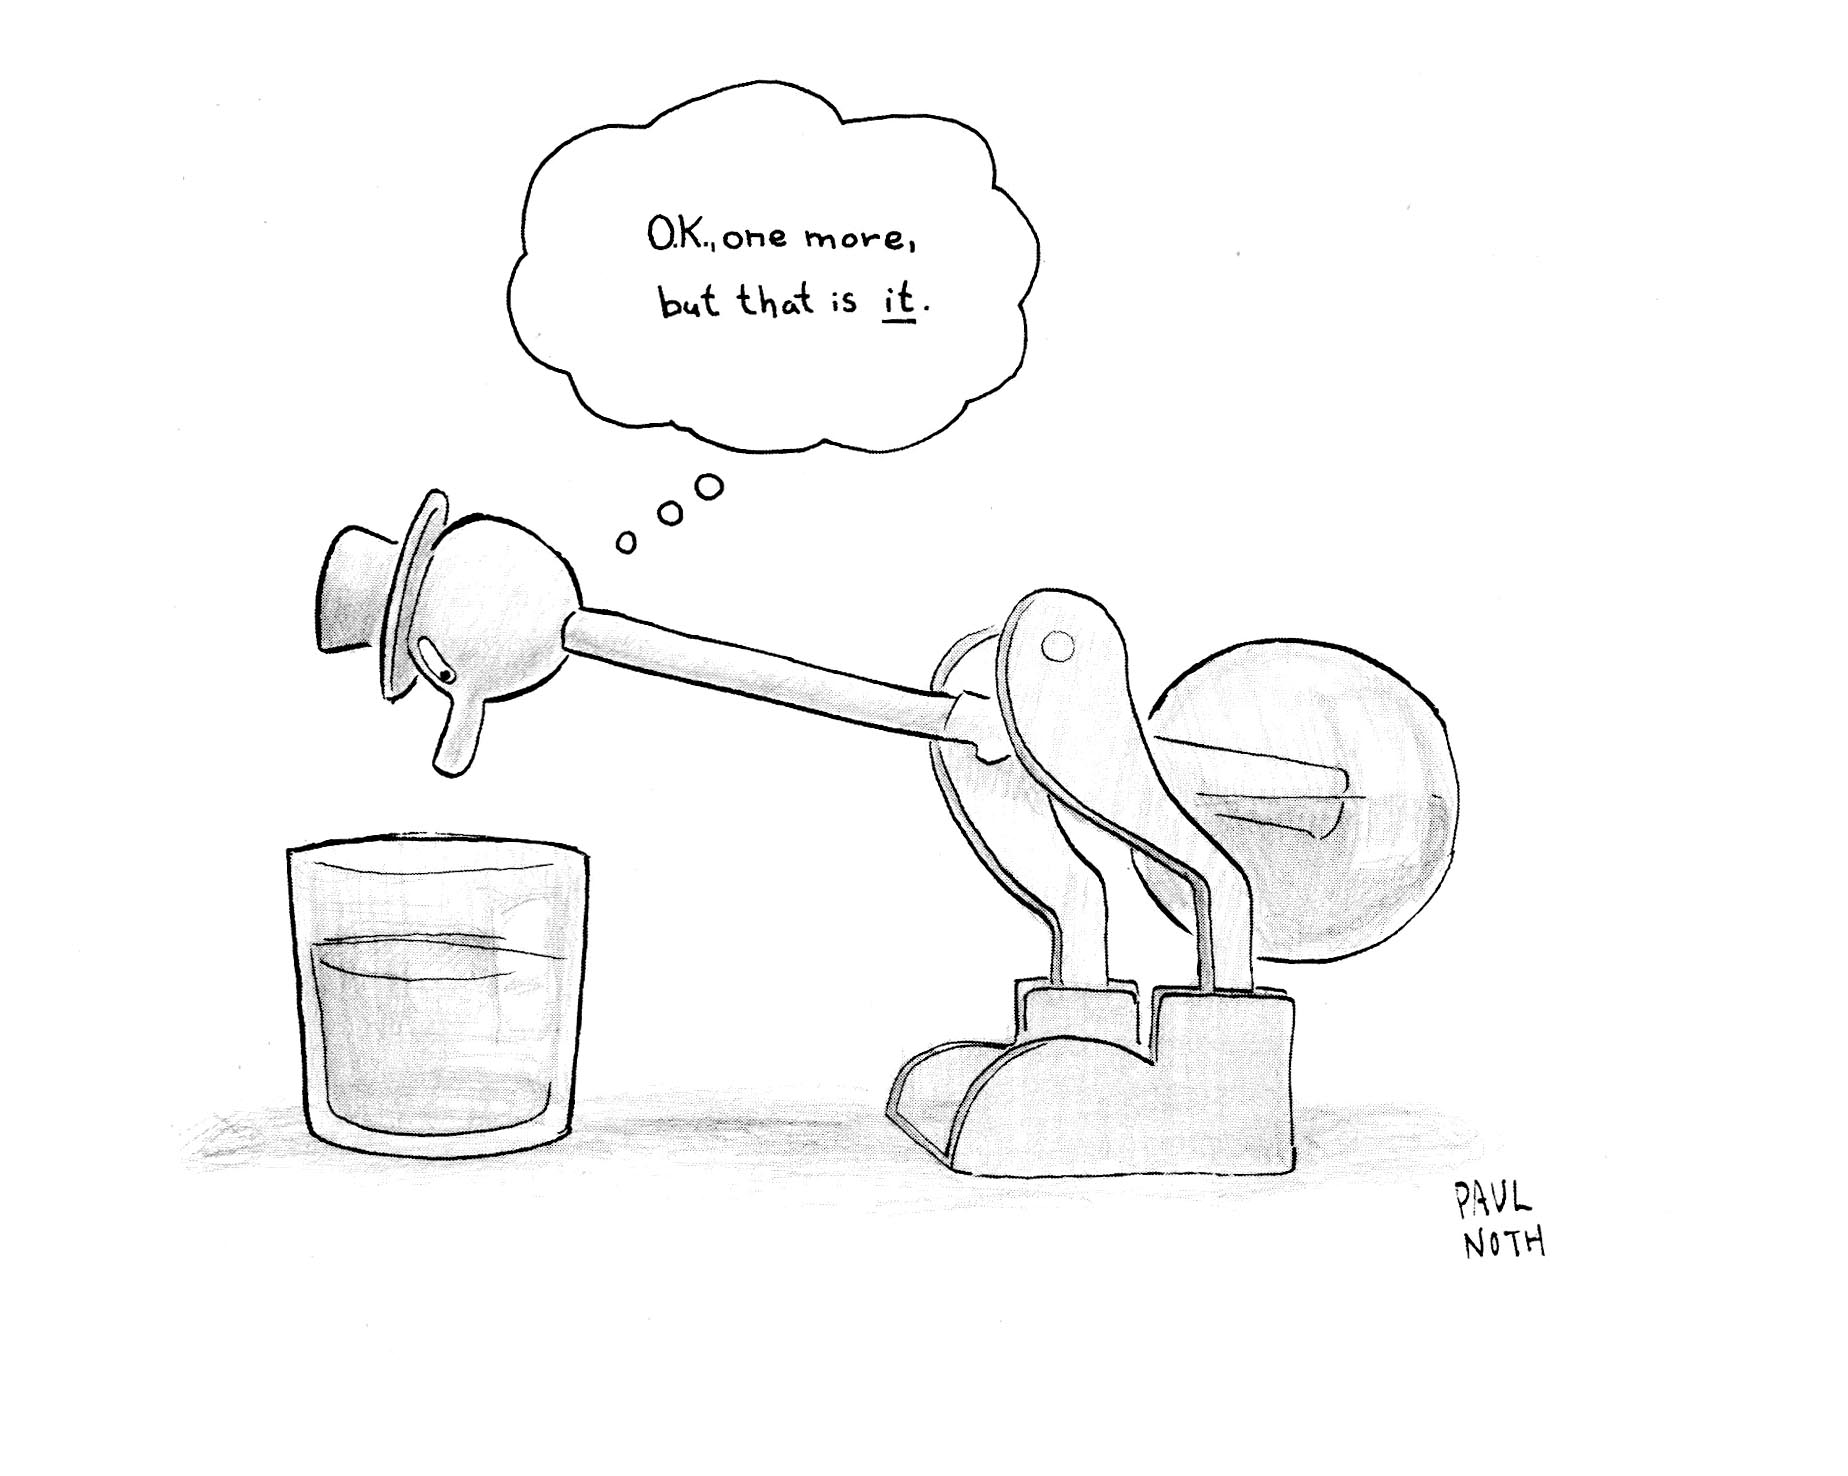 O.K., one more,
but that is it.
PAUL
NOTH